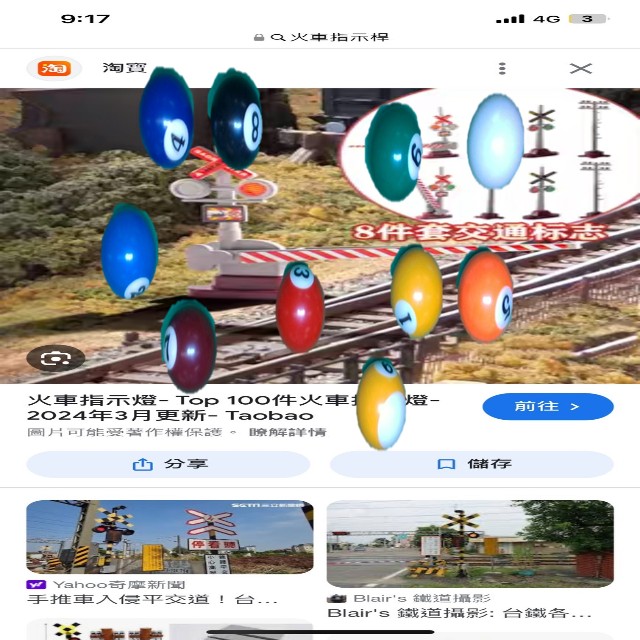 9:17
4G
3
火車指示桿
淘
淘寶
4
8
6
8件套交通标志
2
3
1
5
7
9
火車指示燈- Top 100件火車指 燈-
2024年3月更新- Taobao
前往 >
圖片可能受著作權保護。 瞭解詳情
分享
儲存
停看聽
Yahoo奇摩新聞
手推車入侵平交道！台...
Blair's 鐵道攝影
Blair's 鐵道攝影: 台鐵各...